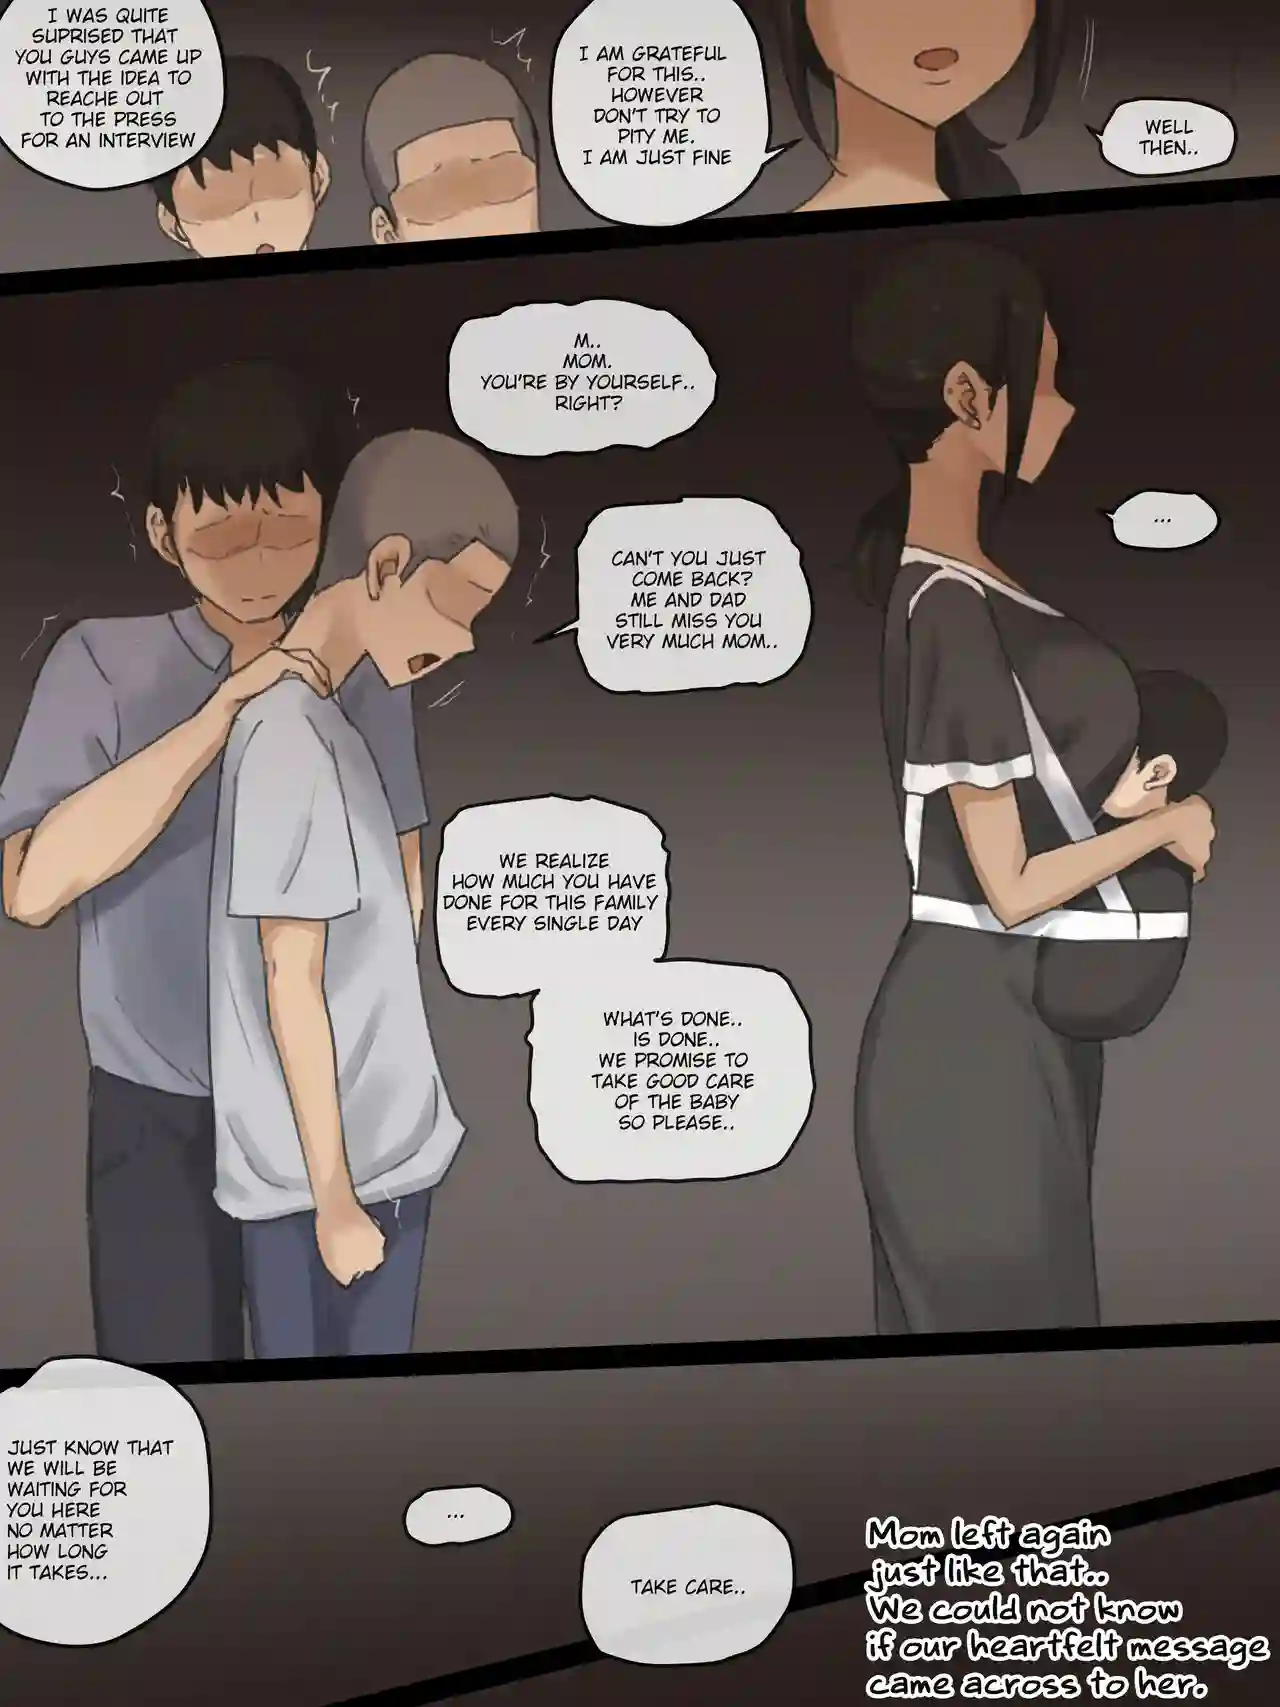 I WAS QUITE
SUPRISED THAT
YOU GUYS CAME UP
WITH THE IDEA TO
REACHE OUT
TO THE PRESS
FOR AN INTERVIEW
I AM GRATEFUL
FOR THIS..
HOWEVER
DON'T TRY TO
PITY ME.
I AM JUST FINE
WELL
THEN..
M..
MOM.
YOU'RE BY YOURSELF..
RIGHT?
...
CAN'T YOU JUST
COME BACK?
ME AND DAD
STILL MISS YOU
VERY MUCH MOM..
WE REALIZE
HOW MUCH YOU HAVE
DONE FOR THIS FAMILY
EVERY SINGLE DAY
WHAT'S DONE..
IS DONE..
WE PROMISE TO
TAKE GOOD CARE
OF THE BABY
SO PLEASE..
JUST KNOW THAT
WE WILL BE
WAITING FOR
YOU HERE
NO MATTER
HOW LONG
IT TAKES...
...
TAKE CARE..
Mom left again
just like that..
We could not know
if our heartfelt message
came across to her.